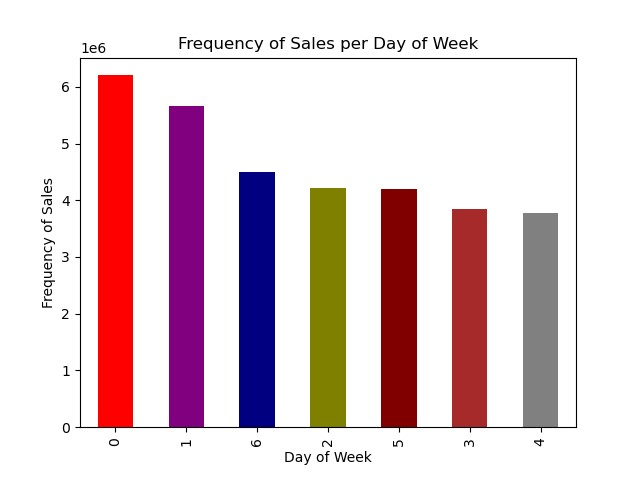 Frequency of Sales per Day of Week
1e6
6
5
4
3
2
1
0
Frequency of Sales
0 1 6 2 5 3 4
Day of Week